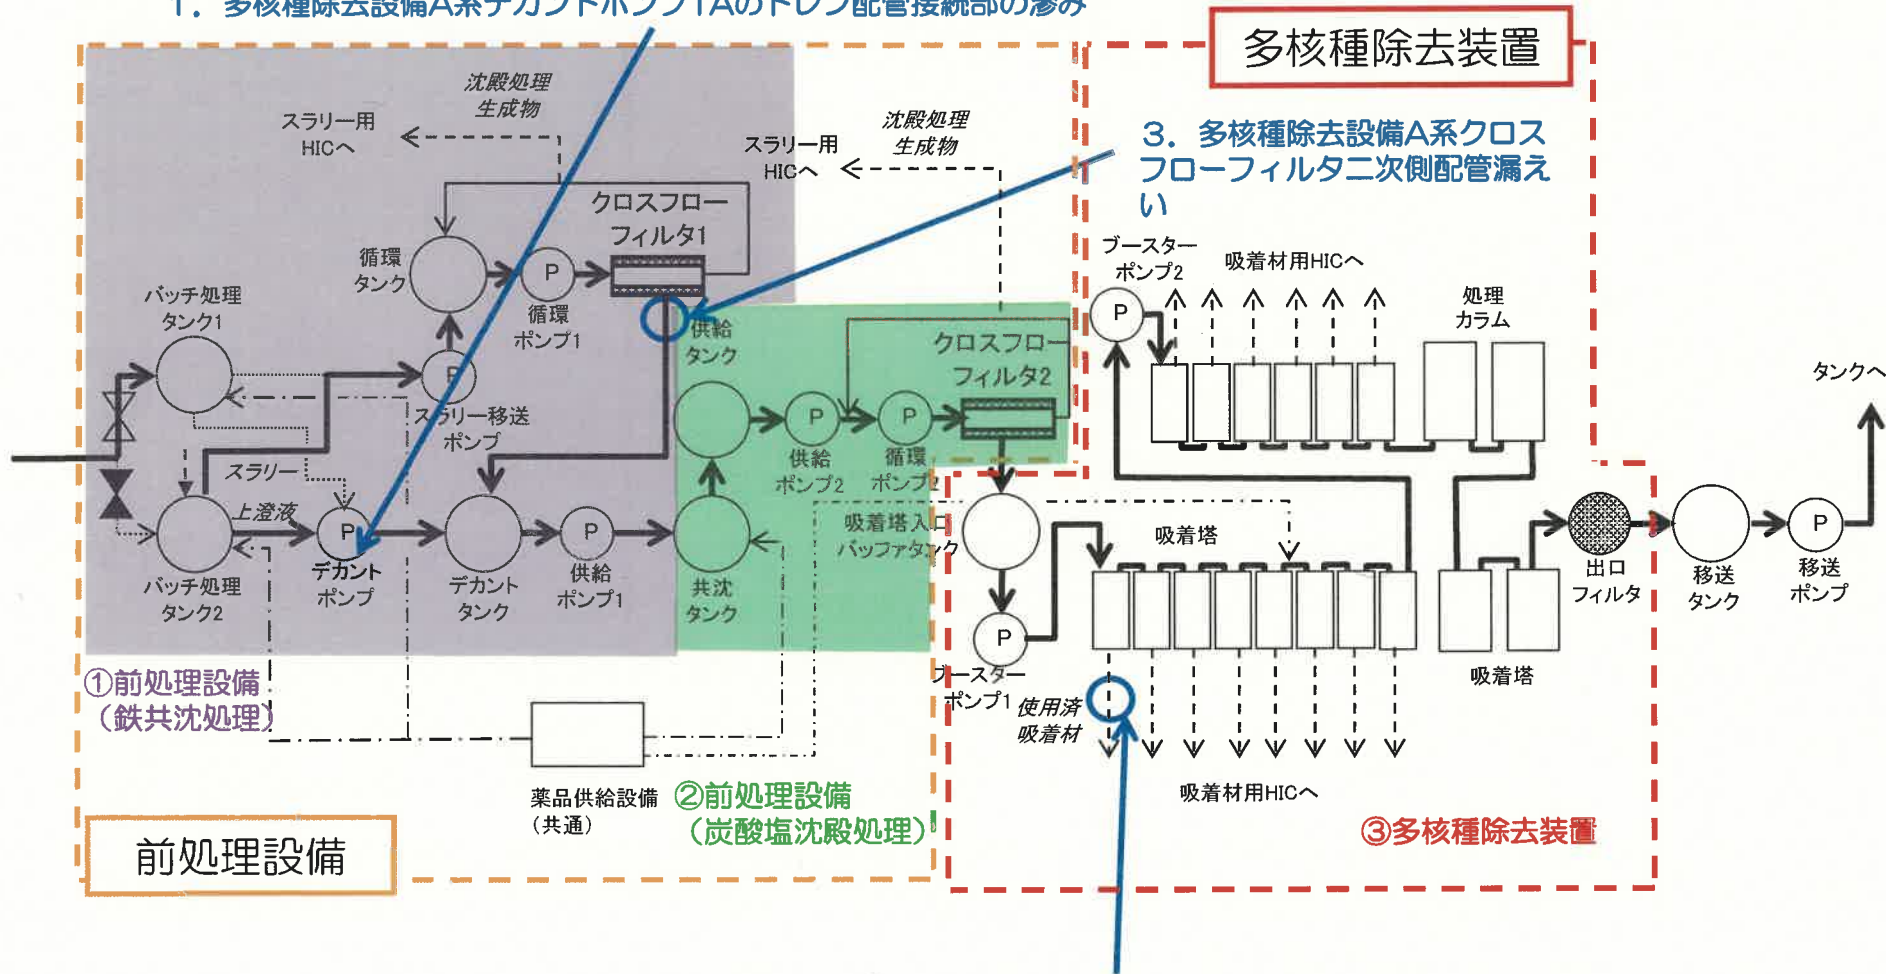 1. 多核種除去設備A系デカントポンプ1Aのドレン配管接続部の滲み
多核種除去装置
沈殿処理
生成物
スラリー用
HICへ
沈殿処理
生成物
スラリー用
HICへ
3. 多核種除去設備A系クロス
フローフィルタ二次側配管漏え
い
クロスフロー
フィルタ1
循環
タンク
P
循環
ポンプ1
バッチ処理
タンク1
P
スラリー移送
ポンプ
供給
タンク
クロスフロー
フィルタ2
P
供給
ポンプ2
P
循環
ポンプ2
ブースター
ポンプ2
P
吸着材用HICへ
処理
カラム
タンクへ
スラリー
上澄液
バッチ処理
タンク2
P
デカント
ポンプ
デカント
タンク
P
供給
ポンプ1
共沈
タンク
吸着塔入口
バッファタンク
吸着塔
P
ブースター
ポンプ1
使用済
吸着材
吸着材用HICへ
吸着塔
出口
フィルタ
移送
タンク
P
移送
ポンプ
①前処理設備
（鉄共沈処理）
薬品供給設備
（共通）
②前処理設備
（炭酸塩沈殿処理）
③多核種除去装置
前処理設備